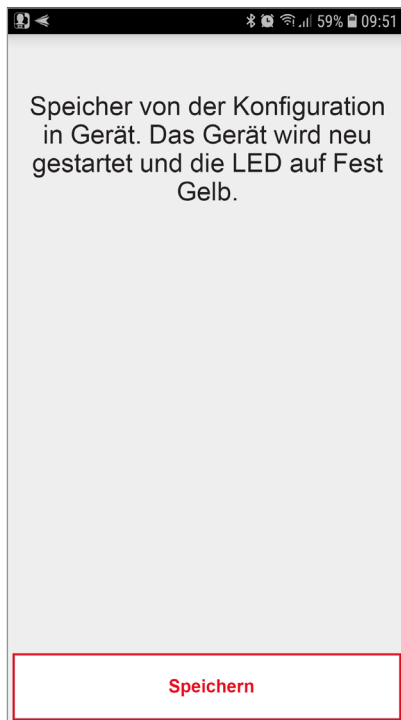 59% 09:51
Speicher von der Konfiguration
in Gerät. Das Gerät wird neu
gestartet und die LED auf Fest
Gelb.
Speichern